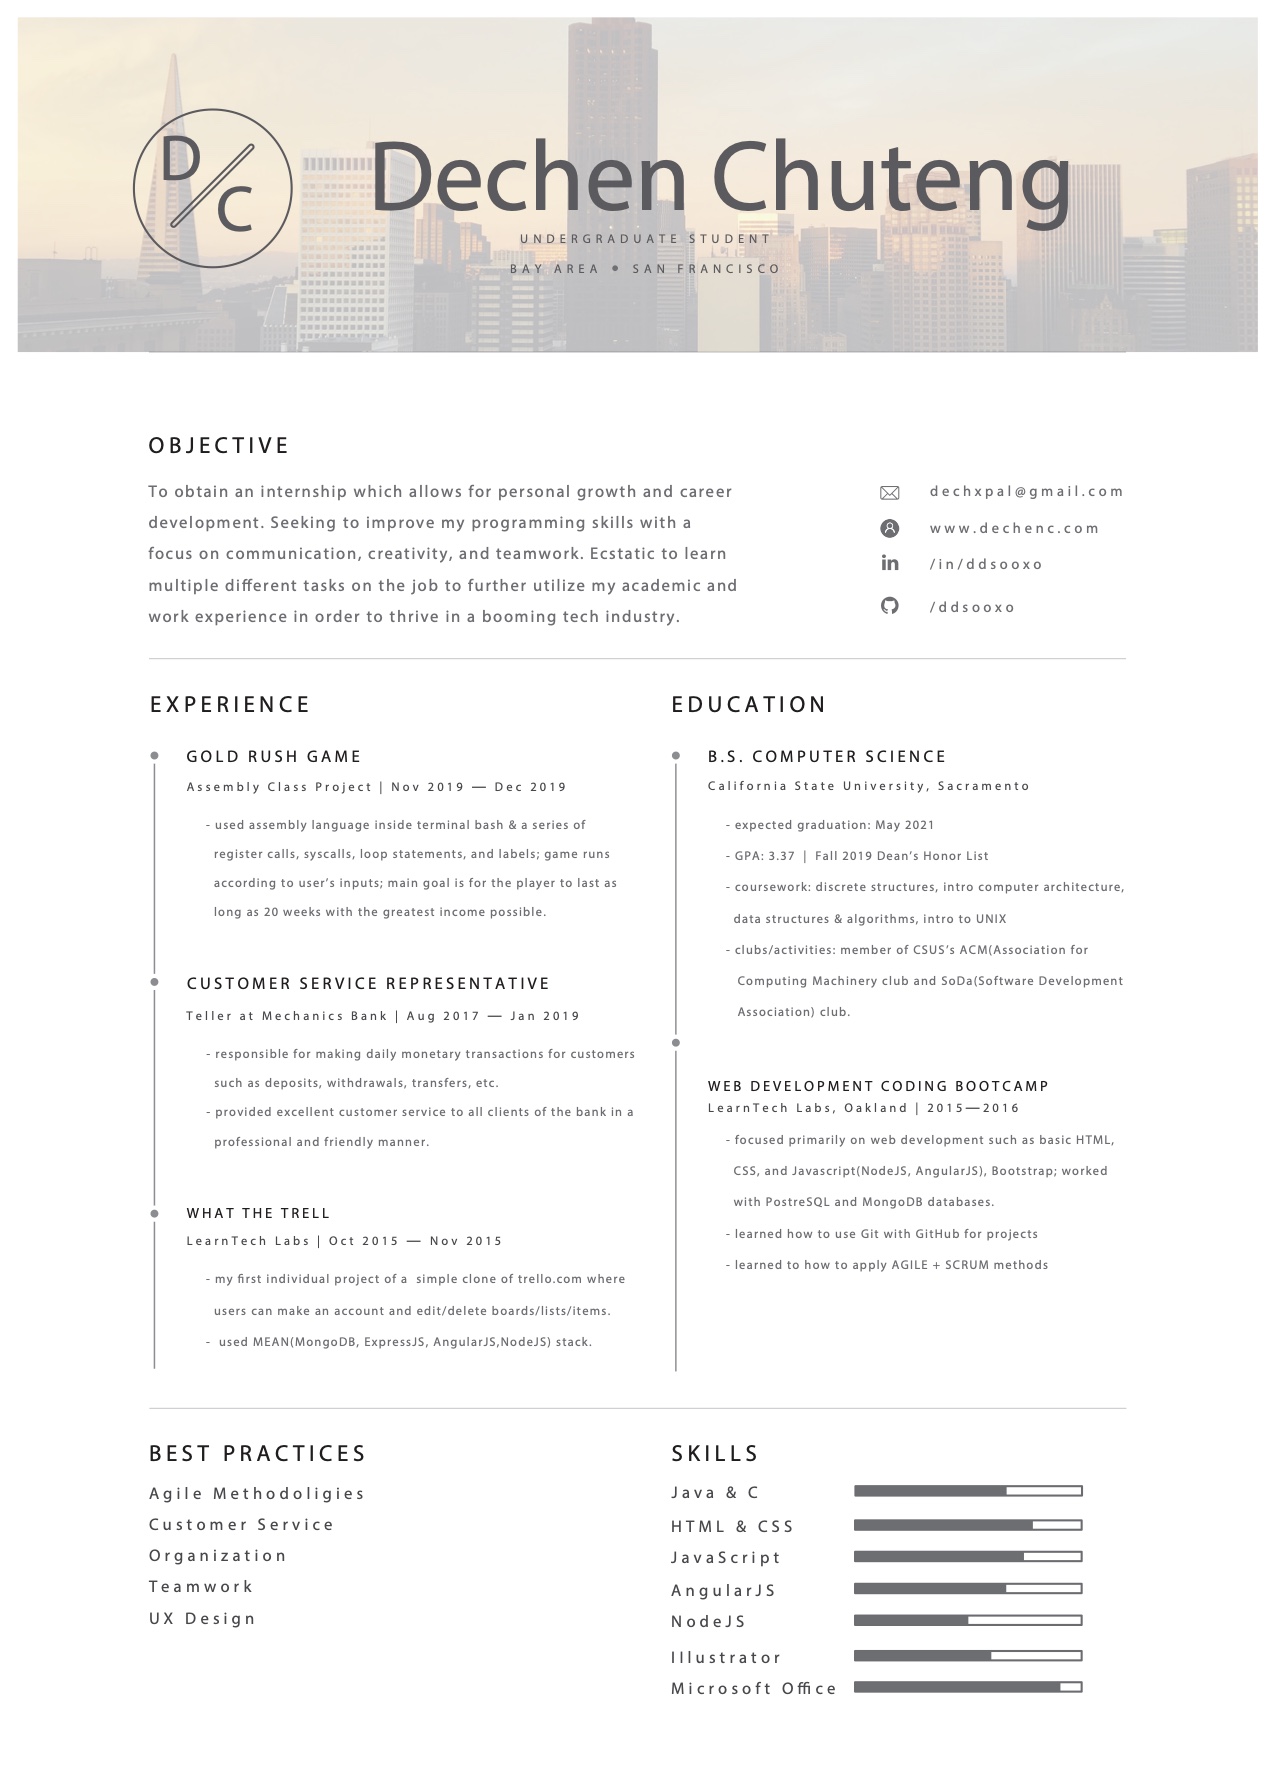 D
C
Dechen Chuteng
UNDERGRADUATE STUDENT
BAY AREA • SAN FRANCISCO
OBJECTIVE
To obtain an internship which allows for personal growth and career
development. Seeking to improve my programming skills with a
focus on communication, creativity, and teamwork. Ecstatic to learn
multiple different tasks on the job to further utilize my academic and
work experience in order to thrive in a booming tech industry.
dechxpal@gmail.com
www.dechenc.com
in /in/ddsooxo
/ddsooxo
EXPERIENCE
GOLD RUSH GAME
Assembly Class Project | Nov 2019 — Dec 2019
- used assembly language inside terminal bash & a series of
register calls, syscalls, loop statements, and labels; game runs
according to user's inputs; main goal is for the player to last as
long as 20 weeks with the greatest income possible.
CUSTOMER SERVICE REPRESENTATIVE
Teller at Mechanics Bank | Aug 2017 — Jan 2019
- responsible for making daily monetary transactions for customers
such as deposits, withdrawals, transfers, etc.
- provided excellent customer service to all clients of the bank in a
professional and friendly manner.
WHAT THE TRELL
LearnTech Labs | Oct 2015 — Nov 2015
- my first individual project of a simple clone of trello.com where
users can make an account and edit/delete boards/lists/items.
- used MEAN(MongoDB, ExpressJS, AngularJS,NodeJS) stack.
EDUCATION
B.S. COMPUTER SCIENCE
California State University, Sacramento
- expected graduation: May 2021
- GPA: 3.37 | Fall 2019 Dean's Honor List
- coursework: discrete structures, intro computer architecture,
data structures & algorithms, intro to UNIX
- clubs/activities: member of CSUS's ACM(Association for
Computing Machinery club and SoDa(Software Development
Association) club.
WEB DEVELOPMENT CODING BOOTCAMP
LearnTech Labs, Oakland | 2015—2016
- focused primarily on web development such as basic HTML,
CSS, and Javascript(NodeJS, AngularJS), Bootstrap; worked
with PostreSQL and MongoDB databases.
- learned how to use Git with GitHub for projects
- learned to how to apply AGILE + SCRUM methods
BEST PRACTICES
Agile Methodoligies
Customer Service
Organization
Teamwork
UX Design
SKILLS
Java & C
HTML & CSS
JavaScript
AngularJS
NodeJS
Illustrator
Microsoft Office